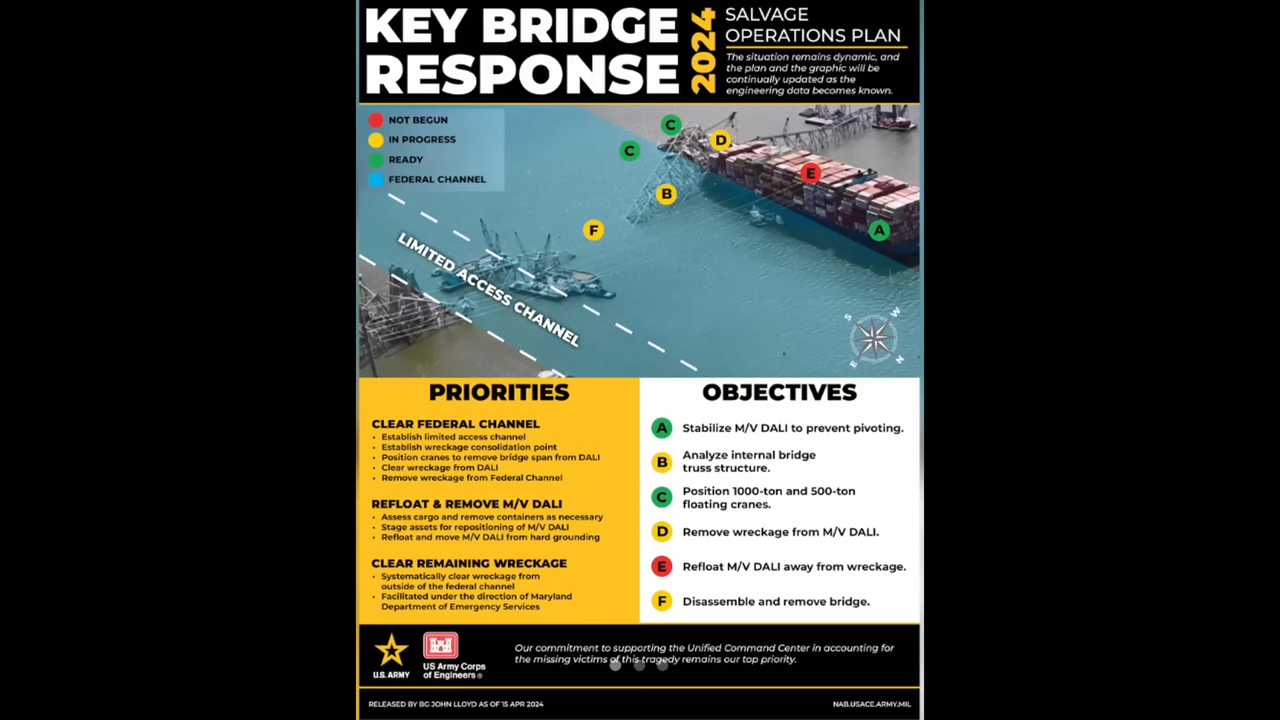 KEY BRIDGE
RESPONSE
2024
SALVAGE
OPERATIONS PLAN
The situation remains dynamic, and
the plan and the graphic will be
continually updated as the
engineering data becomes known.
NOT BEGUN
IN PROGRESS
READY
FEDERAL CHANNEL
C
C
D
E
B
F
A
LIMITED ACCESS CHANNEL
S
W
E
N
PRIORITIES
CLEAR FEDERAL CHANNEL
• Establish limited access channel
• Establish wreckage consolidation point
• Position cranes to remove bridge span from DALI
• Clear wreckage from DALI
• Remove wreckage from Federal Channel
REFLOAT & REMOVE M/V DALI
• Assess cargo and remove containers as necessary
• Stage assets for repositioning of M/V DALI
• Refloat and move M/V DALI from hard grounding
CLEAR REMAINING WRECKAGE
• Systematically clear wreckage from
outside of the federal channel
• Facilitated under the direction of Maryland
Department of Emergency Services
OBJECTIVES
A Stabilize M/V DALI to prevent pivoting.
B Analyze internal bridge
truss structure.
C Position 1000-ton and 500-ton
floating cranes.
D Remove wreckage from M/V DALI.
E Refloat M/V DALI away from wreckage.
F Disassemble and remove bridge.
U.S. ARMY
US Army Corps
of Engineers®
Our commitment to supporting the Unified Command Center in accounting for
the missing victims of this tragedy remains our top priority.
RELEASED BY BG JOHN LLOYD AS OF 15 APR 2024
NAB.USACE.ARMY.MIL